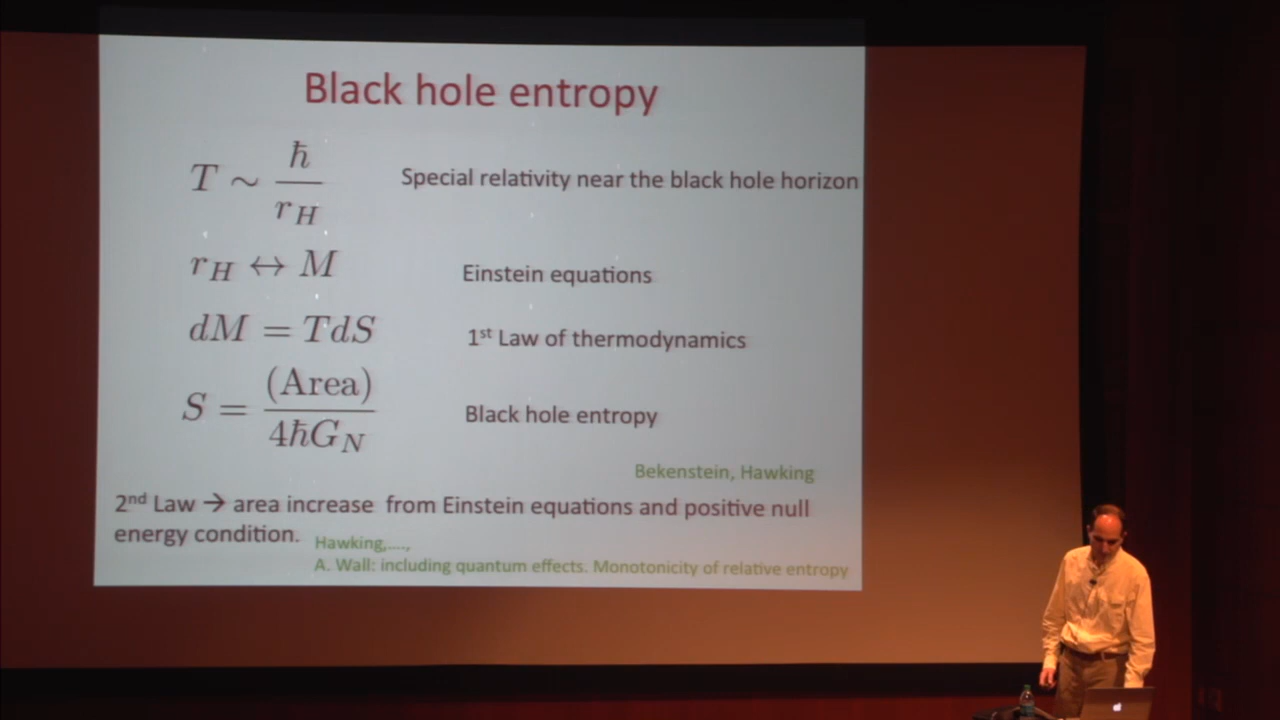 Black hole entropy
T ∼ ħ / r_H Special relativity near the black hole horizon
r_H ↔ M Einstein equations
dM = TdS 1st Law of thermodynamics
S = (Area) / 4ħG_N Black hole entropy
Bekenstein, Hawking
2nd Law → area increase from Einstein equations and positive null
energy condition.
Hawking,....,
A. Wall: including quantum effects. Monotonicity of relative entropy